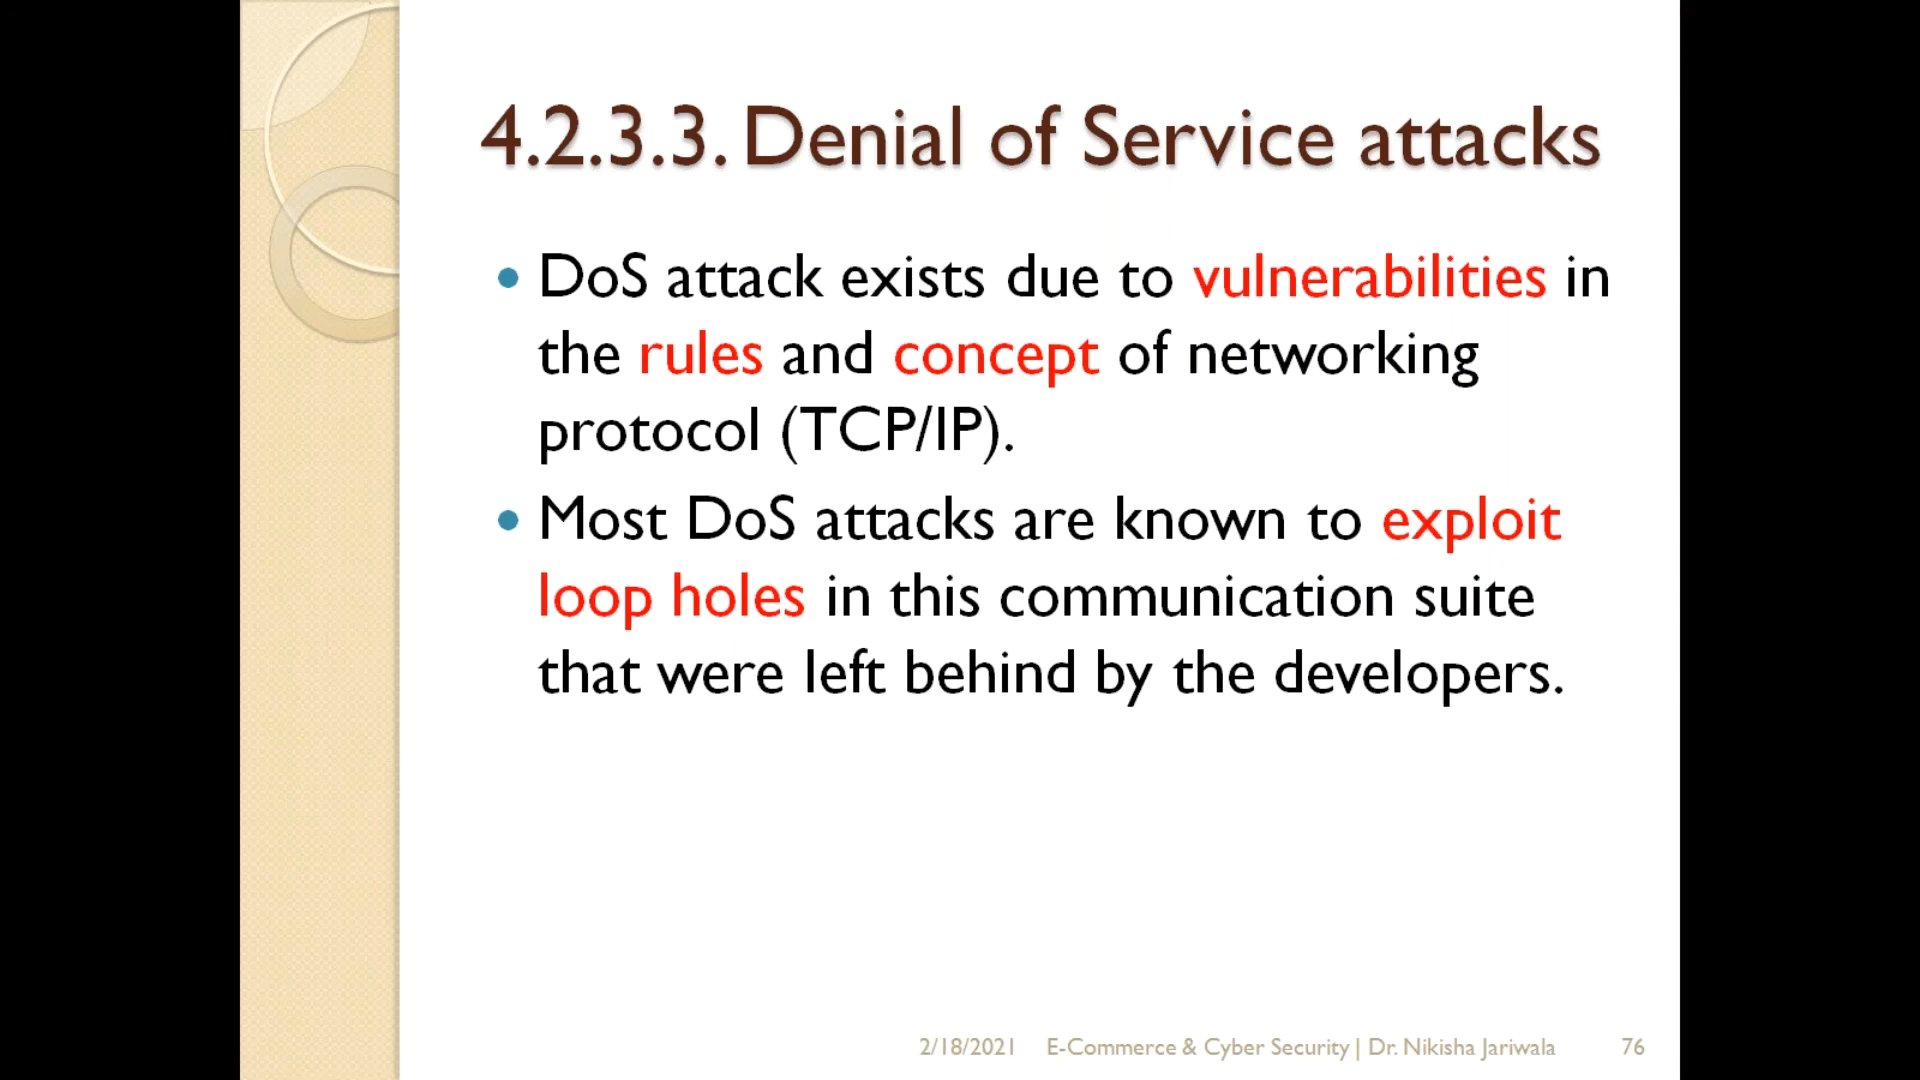 4.2.3.3. Denial of Service attacks
• DoS attack exists due to vulnerabilities in
the rules and concept of networking
protocol (TCP/IP).
• Most DoS attacks are known to exploit
loop holes in this communication suite
that were left behind by the developers.
2/18/2021 E-Commerce & Cyber Security | Dr. Nikisha Jariwala 76